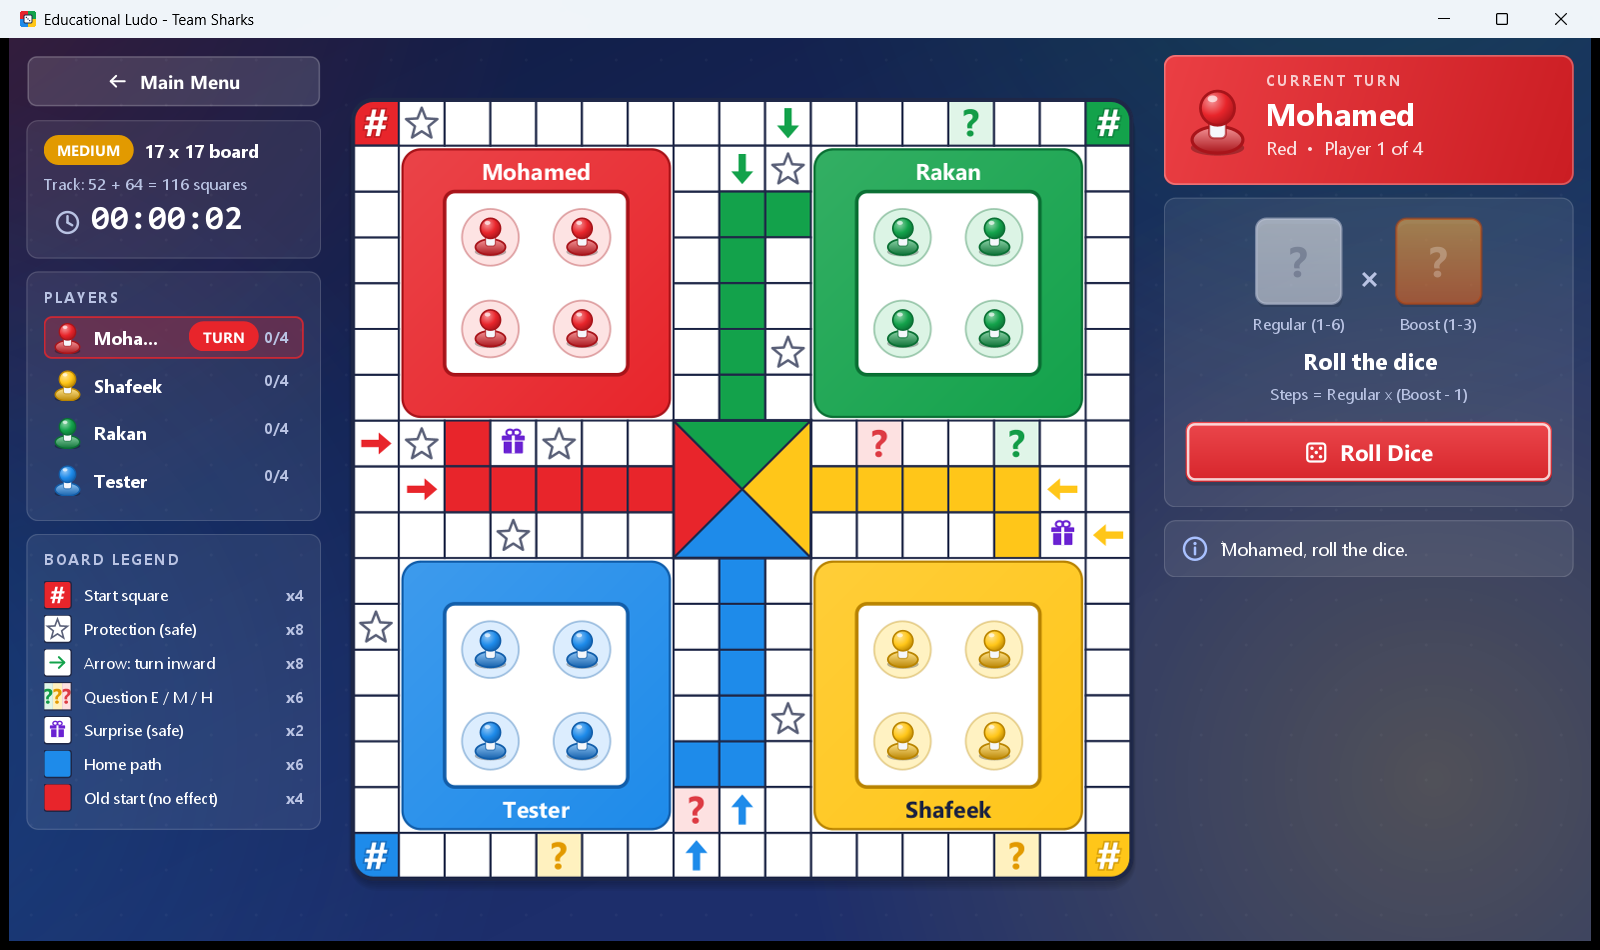 Educational Ludo - Team Sharks
Main Menu
MEDIUM 17 x 17 board
Track: 52 + 64 = 116 squares
00:00:02
PLAYERS
Moha... TURN 0/4
Shafeek 0/4
Rakan 0/4
Tester 0/4
BOARD LEGEND
# Start square x4
Protection (safe) x8
Arrow: turn inward x8
??? Question E / M / H x6
Surprise (safe) x2
Home path x6
Old start (no effect) x4
# ? #
Mohamed Rakan
? ?
Tester ? Shafeek
# ? ? #
CURRENT TURN
Mohamed
Red • Player 1 of 4
? × ?
Regular (1-6) Boost (1-3)
Roll the dice
Steps = Regular x (Boost - 1)
Roll Dice
Mohamed, roll the dice.